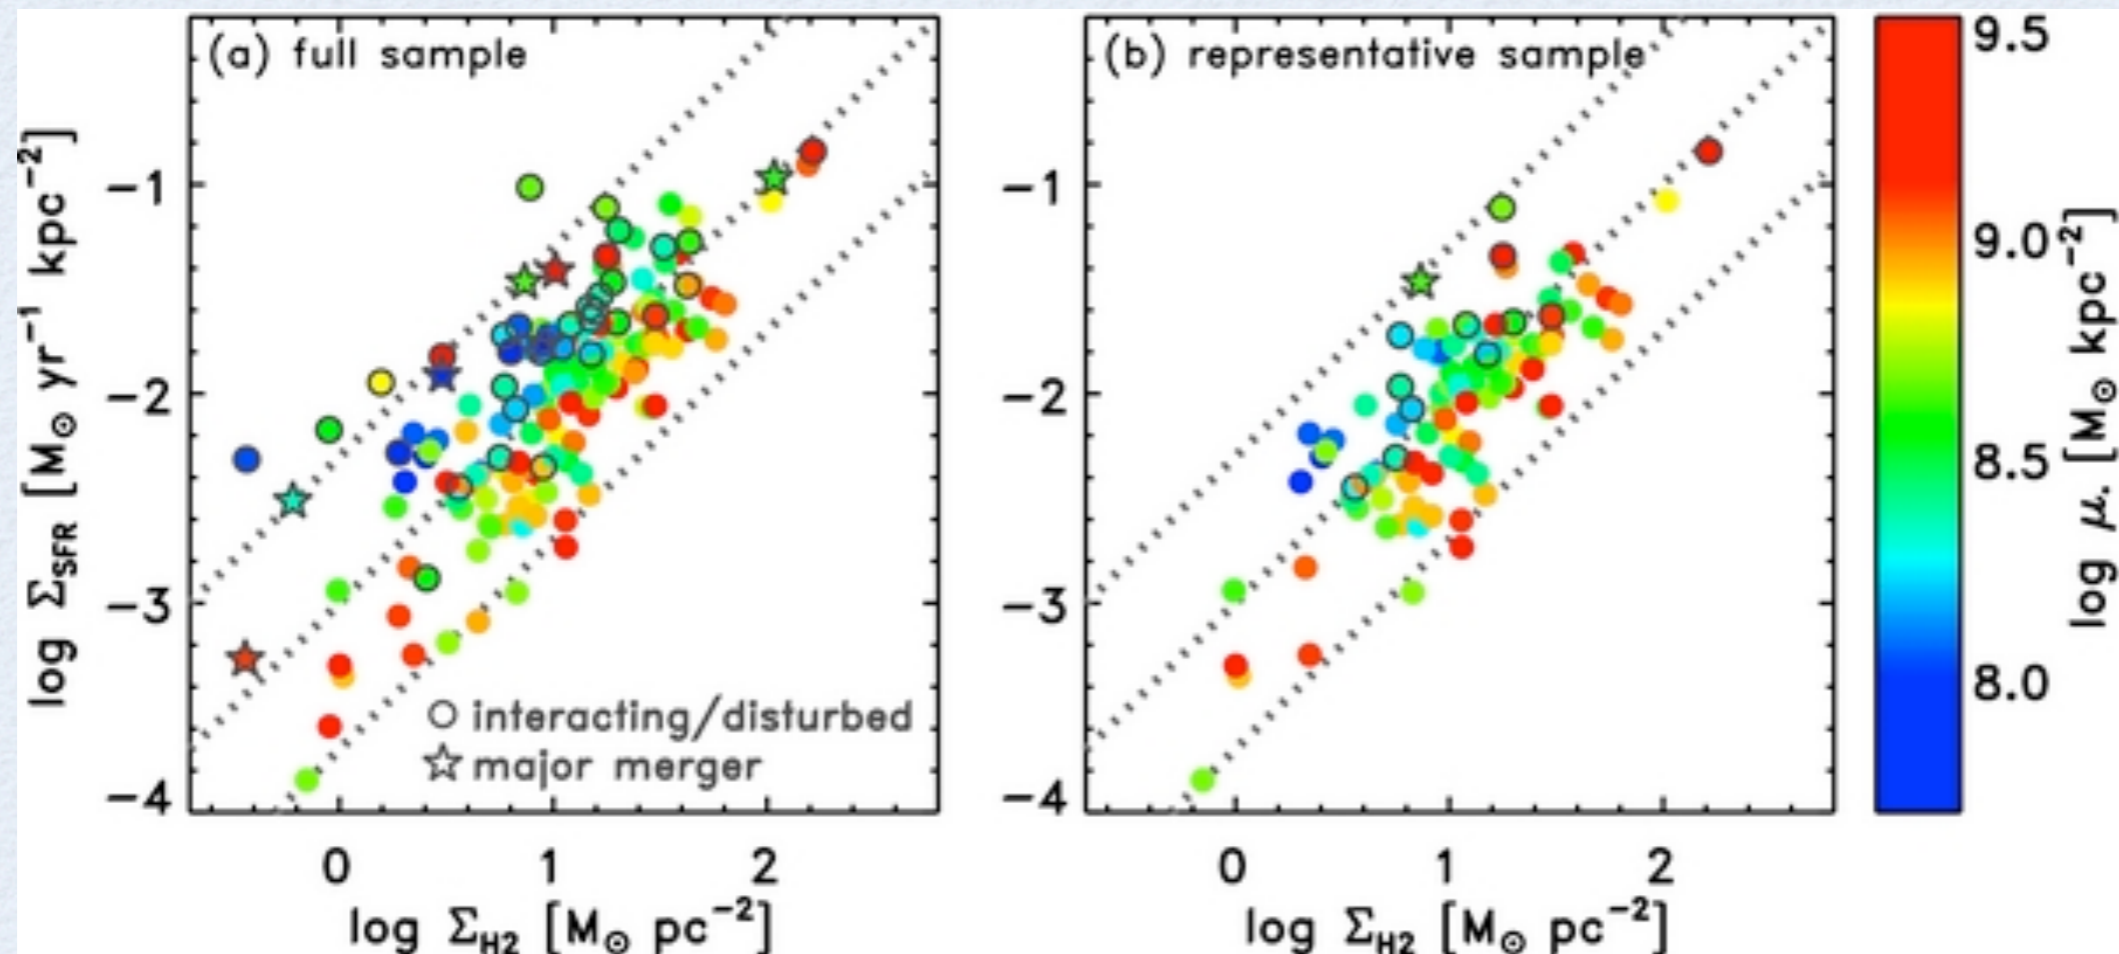 (a) full sample
(b) representative sample
log Σ_SFR [M_⊙ yr⁻¹ kpc⁻²]
−1
−2
−3
−4
○ interacting/disturbed
☆ major merger
0 1 2
log Σ_H2 [M_⊙ pc⁻²]
−1
−2
−3
−4
0 1 2
log Σ_H2 [M_⊙ pc⁻²]
9.5
9.0
8.5
8.0
log μ. [M_⊙ kpc⁻²]